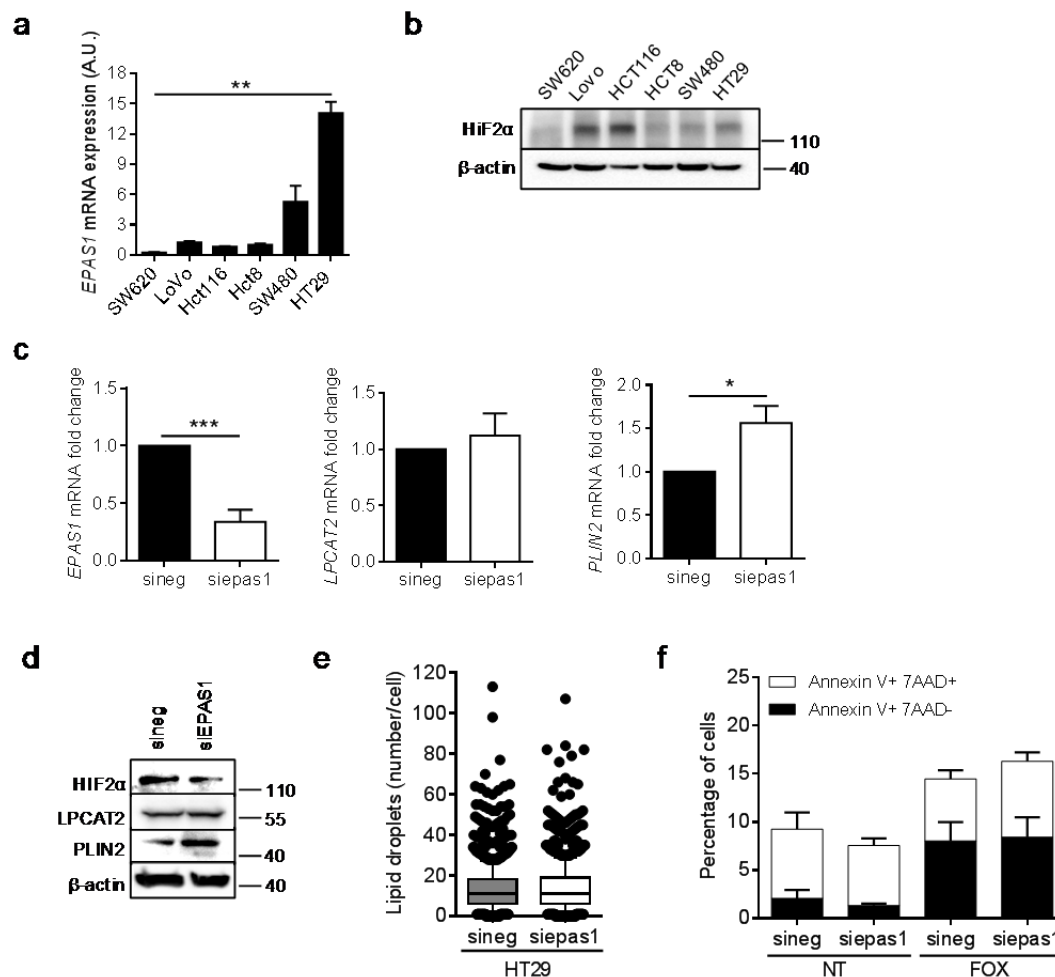 a
EPAS1 mRNA expression (A.U.)
18
15
12
9
6
3
0
**
SW620
LoVo
Hct116
Hct8
SW480
HT29
b
SW620
Lovo
HCT116
HCT8
SW480
HT29
HiF2α
110
β-actin
40
c
EPAS1 mRNA fold change
1.5
1.0
0.5
0.0
***
sineg
siepas1
LPCAT2 mRNA fold change
1.5
1.0
0.5
0.0
sineg
siepas1
PLIN2 mRNA fold change
2.0
1.5
1.0
0.5
0.0
*
sineg
siepas1
d
sineg
siEPAS1
HIF2α
110
LPCAT2
55
PLIN2
40
β-actin
40
e
Lipid droplets (number/cell)
120
100
80
60
40
20
0
sineg
siepas1
HT29
f
Percentage of cells
25
20
15
10
5
0
Annexin V+ 7AAD+
Annexin V+ 7AAD-
sineg
siepas1
sineg
siepas1
NT
FOX